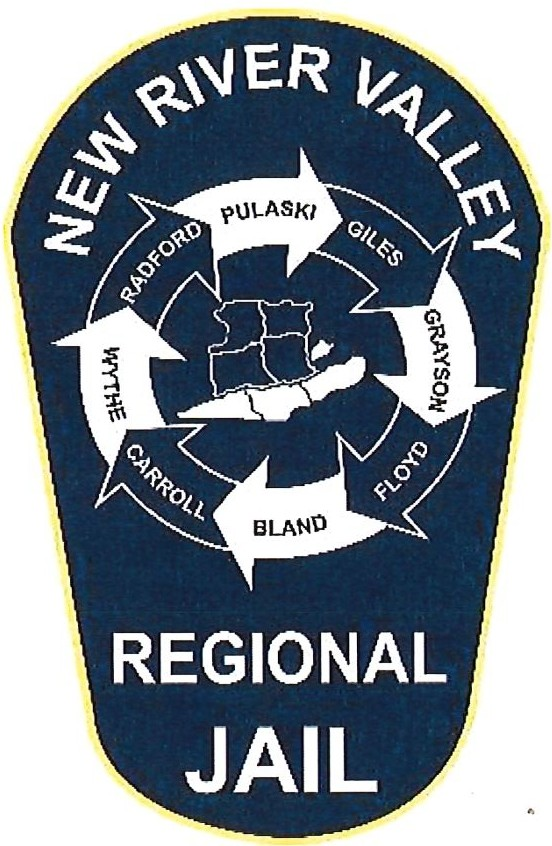 NEW RIVER VALLEY
PULASKI
GILES
GRAYSON
FLOYD
BLAND
CARROLL
WYTHE
RADFORD
REGIONAL
JAIL